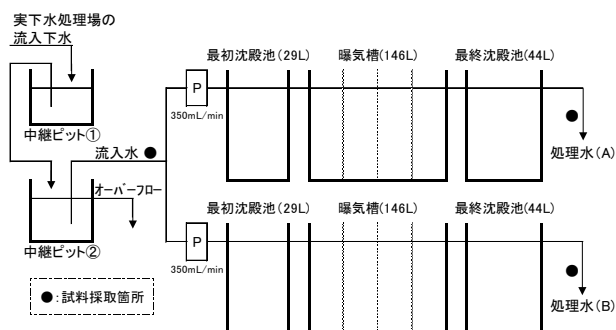 実下水処理場の
流入下水
中継ピット①
流入水●
オーバーフロー
中継ピット②
●:試料採取箇所
P
350mL/min
最初沈殿池(29L)
曝気槽(146L)
最終沈殿池(44L)
処理水(A)
P
350mL/min
最初沈殿池(29L)
曝気槽(146L)
最終沈殿池(44L)
処理水(B)